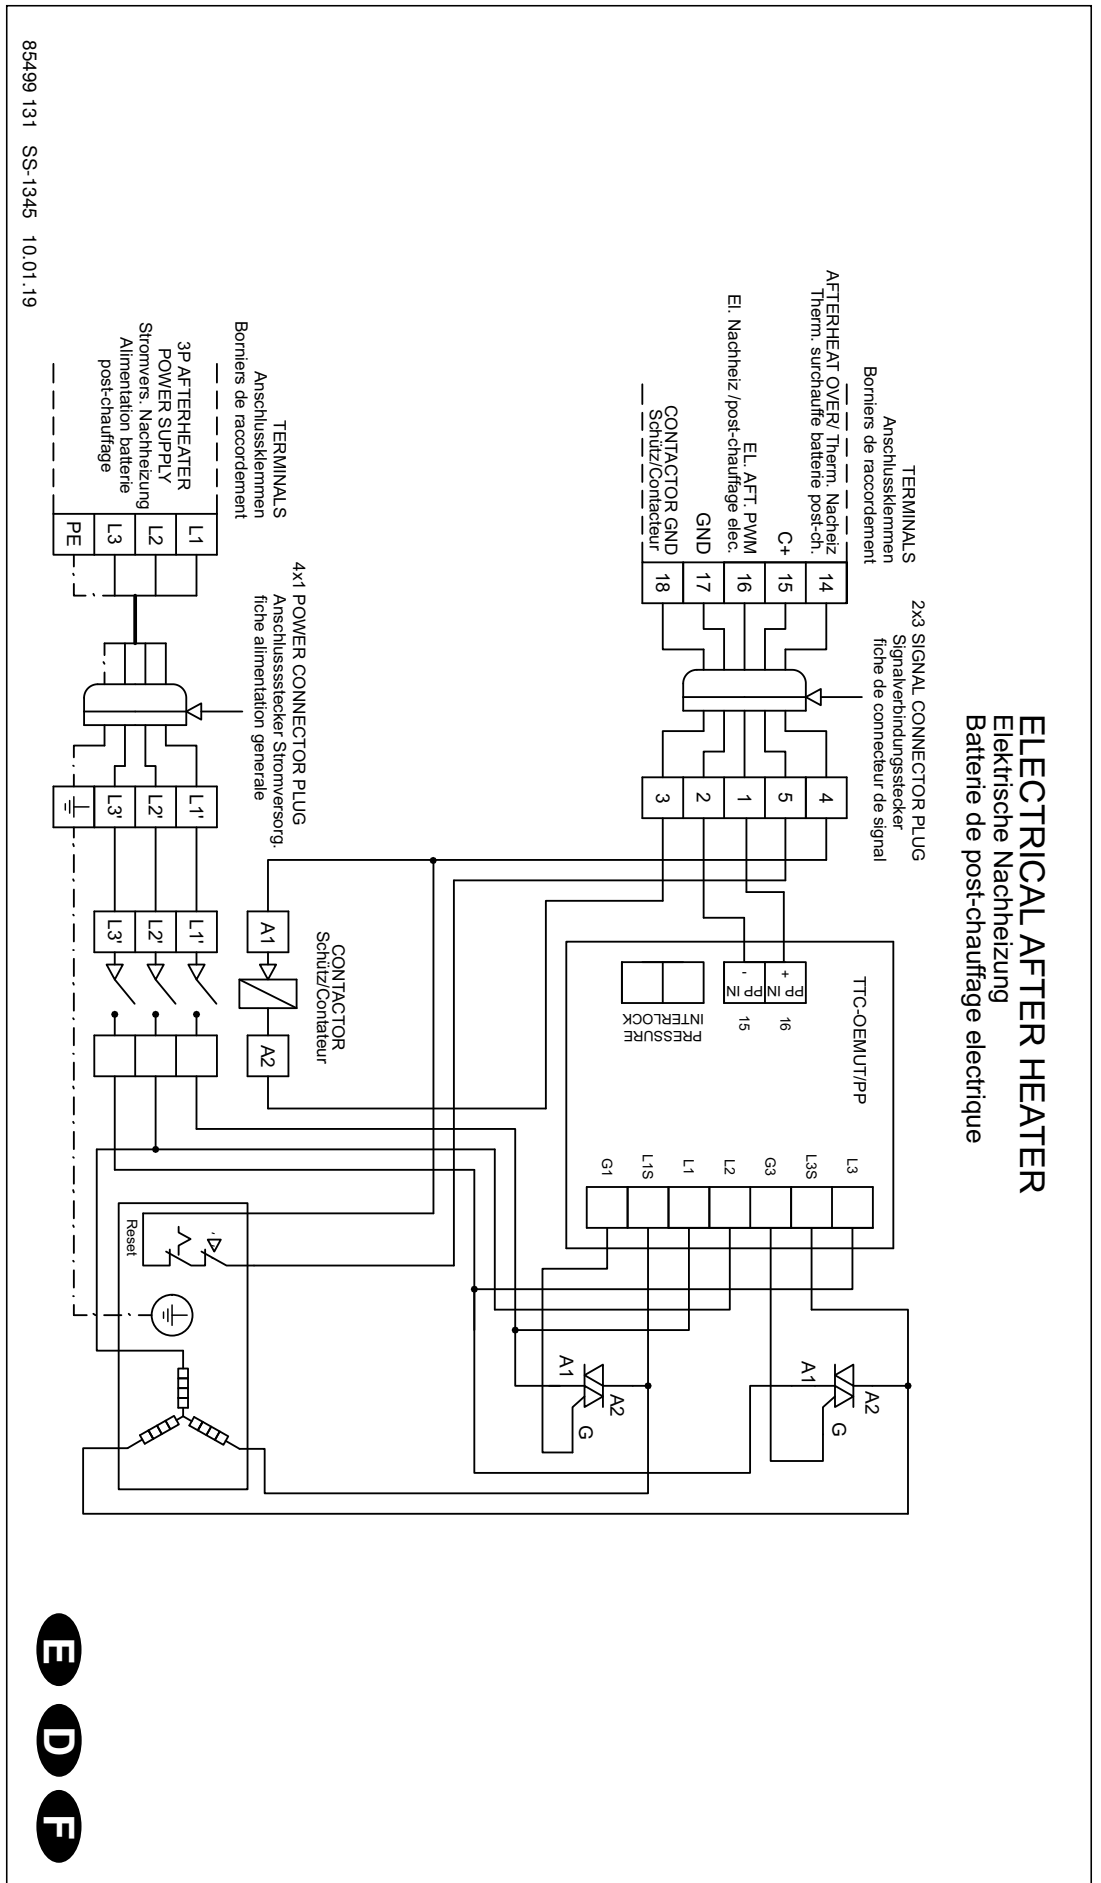 ELECTRICAL AFTER HEATER
Elektrische Nachheizung
Batterie de post-chauffage electrique
TERMINALS
Anschlussklemmen
Borniers de raccordement
2x3 SIGNAL CONNECTOR PLUG
Signalverbindungsstecker
fiche de connecteur de signal
AFTERHEAT OVER/ Therm. Nacheiz
Therm. surchauffe batterie post-ch.
C+
EL. AFT. PWM
El. Nachheiz /post-chauffage elec.
GND
CONTACTOR GND
Schütz/Contacteur
14
15
16
17
18
4
5
1
2
3
TTC-OEMUT/PP
+
PP IN
-
PP IN
16
15
PRESSURE
INTERLOCK
L3
L3S
G3
L2
L1
L1S
G1
A1
A2
G
A1
A2
G
TERMINALS
Anschlussklemmen
Borniers de raccordement
3P AFTERHEATER
POWER SUPPLY
Stromvers. Nachheizung
Alimentation batterie
post-chauffage
L1
L2
L3
PE
4x1 POWER CONNECTOR PLUG
Anschlussstecker Stromversorg.
fiche alimentation generale
L1'
L2'
L3'
CONTACTOR
Schütz/Contateur
A1
A2
L1'
L2'
L3'
Reset
85499 131 SS-1345 10.01.19
E D F